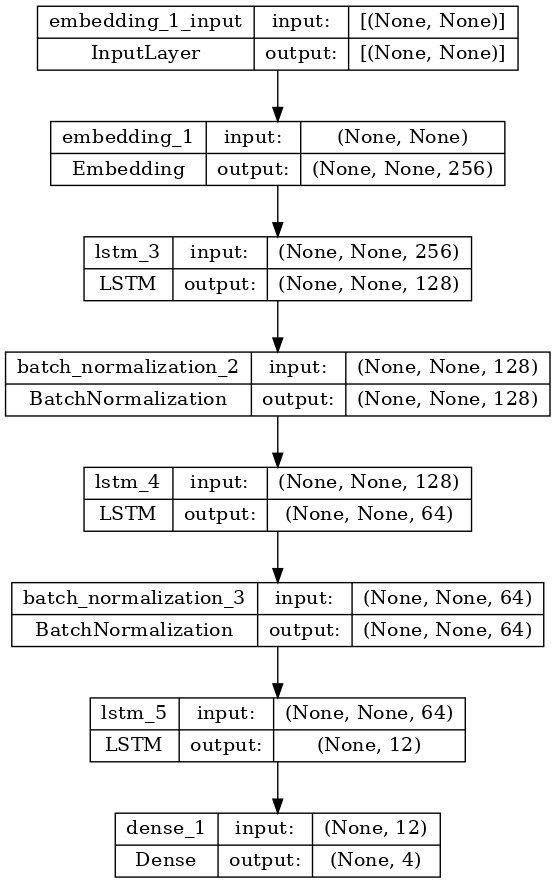 embedding_1_input input: [(None, None)]
InputLayer output: [(None, None)]
embedding_1 input: (None, None)
Embedding output: (None, None, 256)
lstm_3 input: (None, None, 256)
LSTM output: (None, None, 128)
batch_normalization_2 input: (None, None, 128)
BatchNormalization output: (None, None, 128)
lstm_4 input: (None, None, 128)
LSTM output: (None, None, 64)
batch_normalization_3 input: (None, None, 64)
BatchNormalization output: (None, None, 64)
lstm_5 input: (None, None, 64)
LSTM output: (None, 12)
dense_1 input: (None, 12)
Dense output: (None, 4)